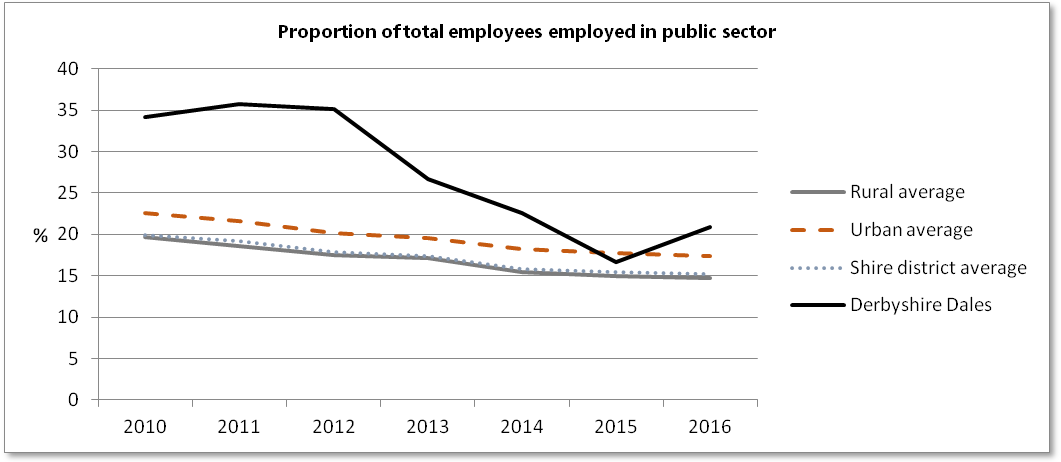 Proportion of total employees employed in public sector
40
35
30
25
20
15
10
5
0
%
2010 2011 2012 2013 2014 2015 2016
Rural average
Urban average
Shire district average
Derbyshire Dales